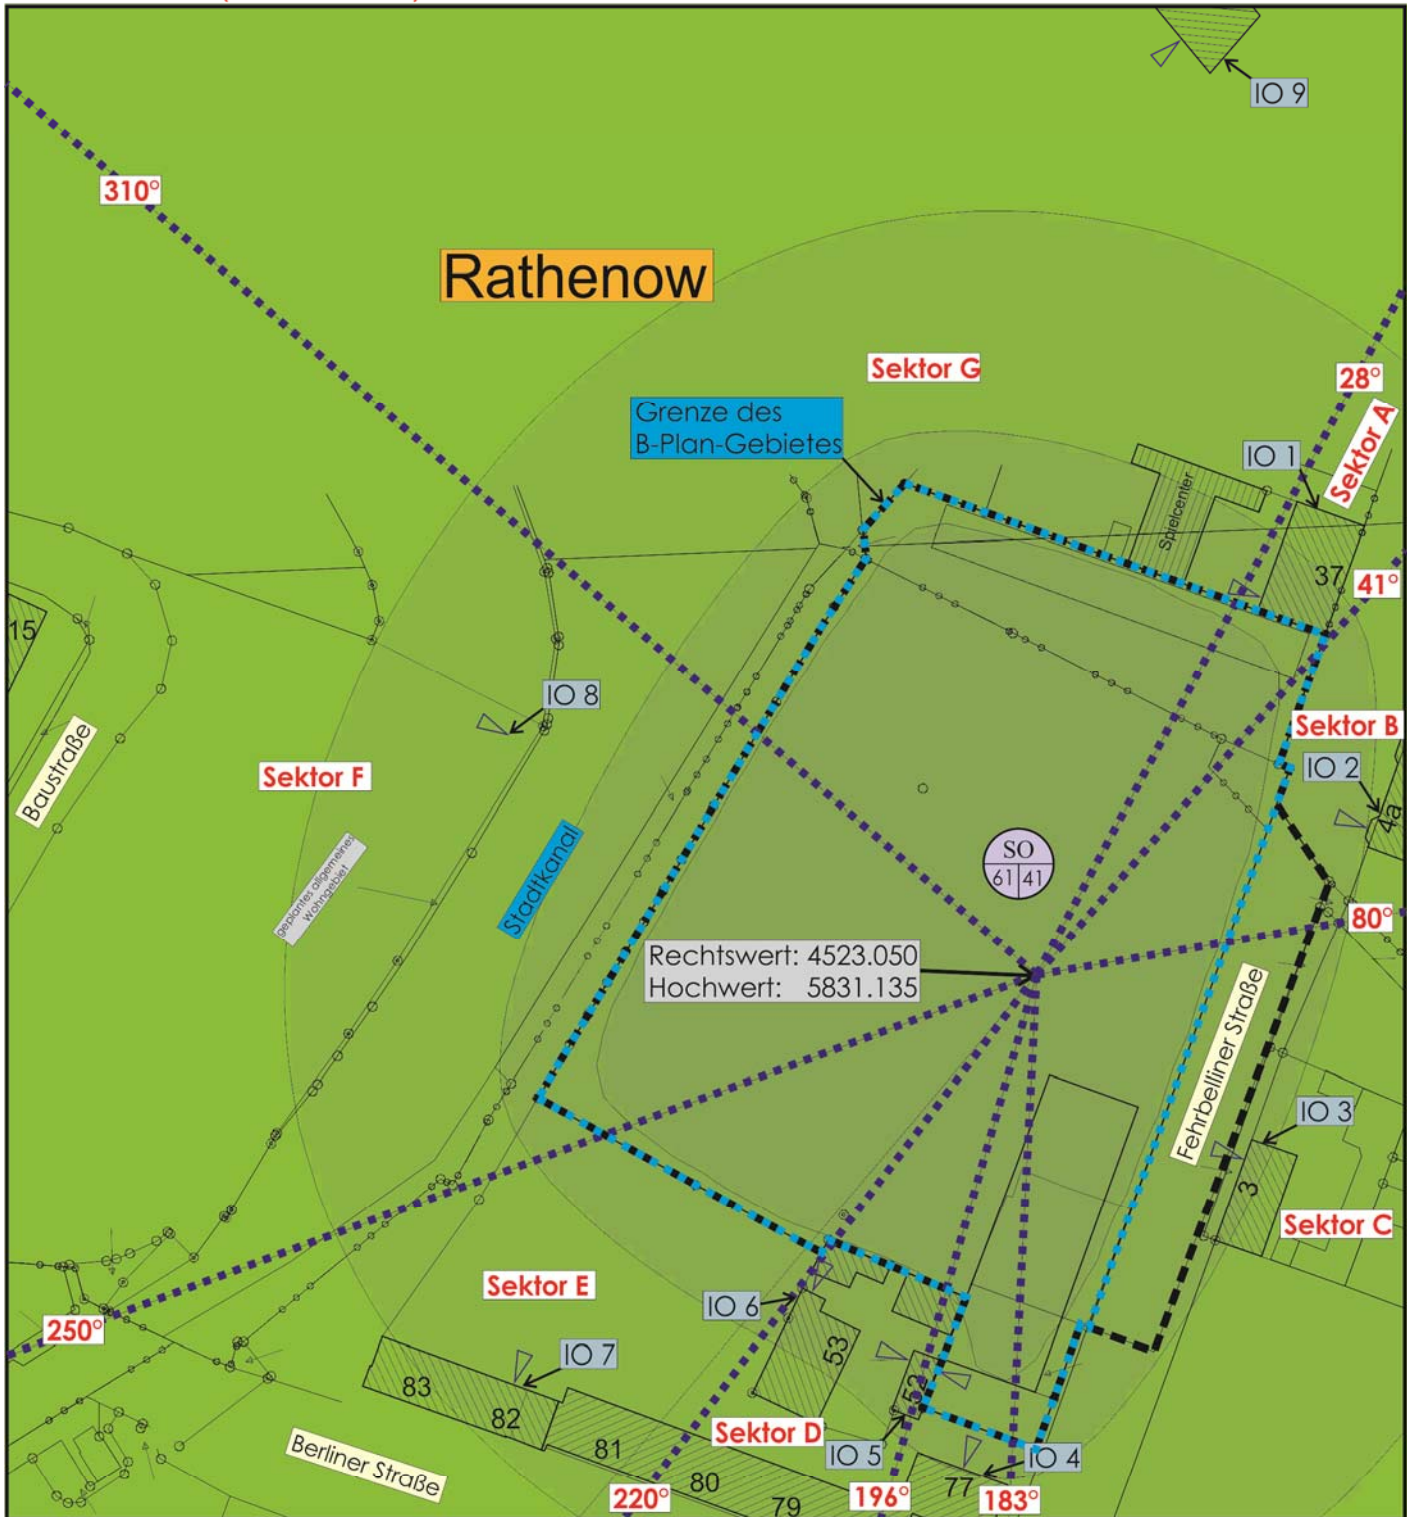 IO 9
310°
Rathenow
Sektor G
28°
Grenze des
B-Plan-Gebietes
Sektor A
IO 1
Spielcenter
37
41°
15
IO 8
Sektor B
Baustraße
Sektor F
IO 2
4a
Stadtkanal
SO
61 41
geplantes allgemeines
Wohngebiet
80°
Rechtswert: 4523.050
Hochwert: 5831.135
Fehrbelliner Straße
IO 3
3
Sektor C
Sektor E
IO 6
250°
53
IO 7
83
82
52
Sektor D
81
IO 5
IO 4
Berliner Straße
80
77
79
220°
196°
183°